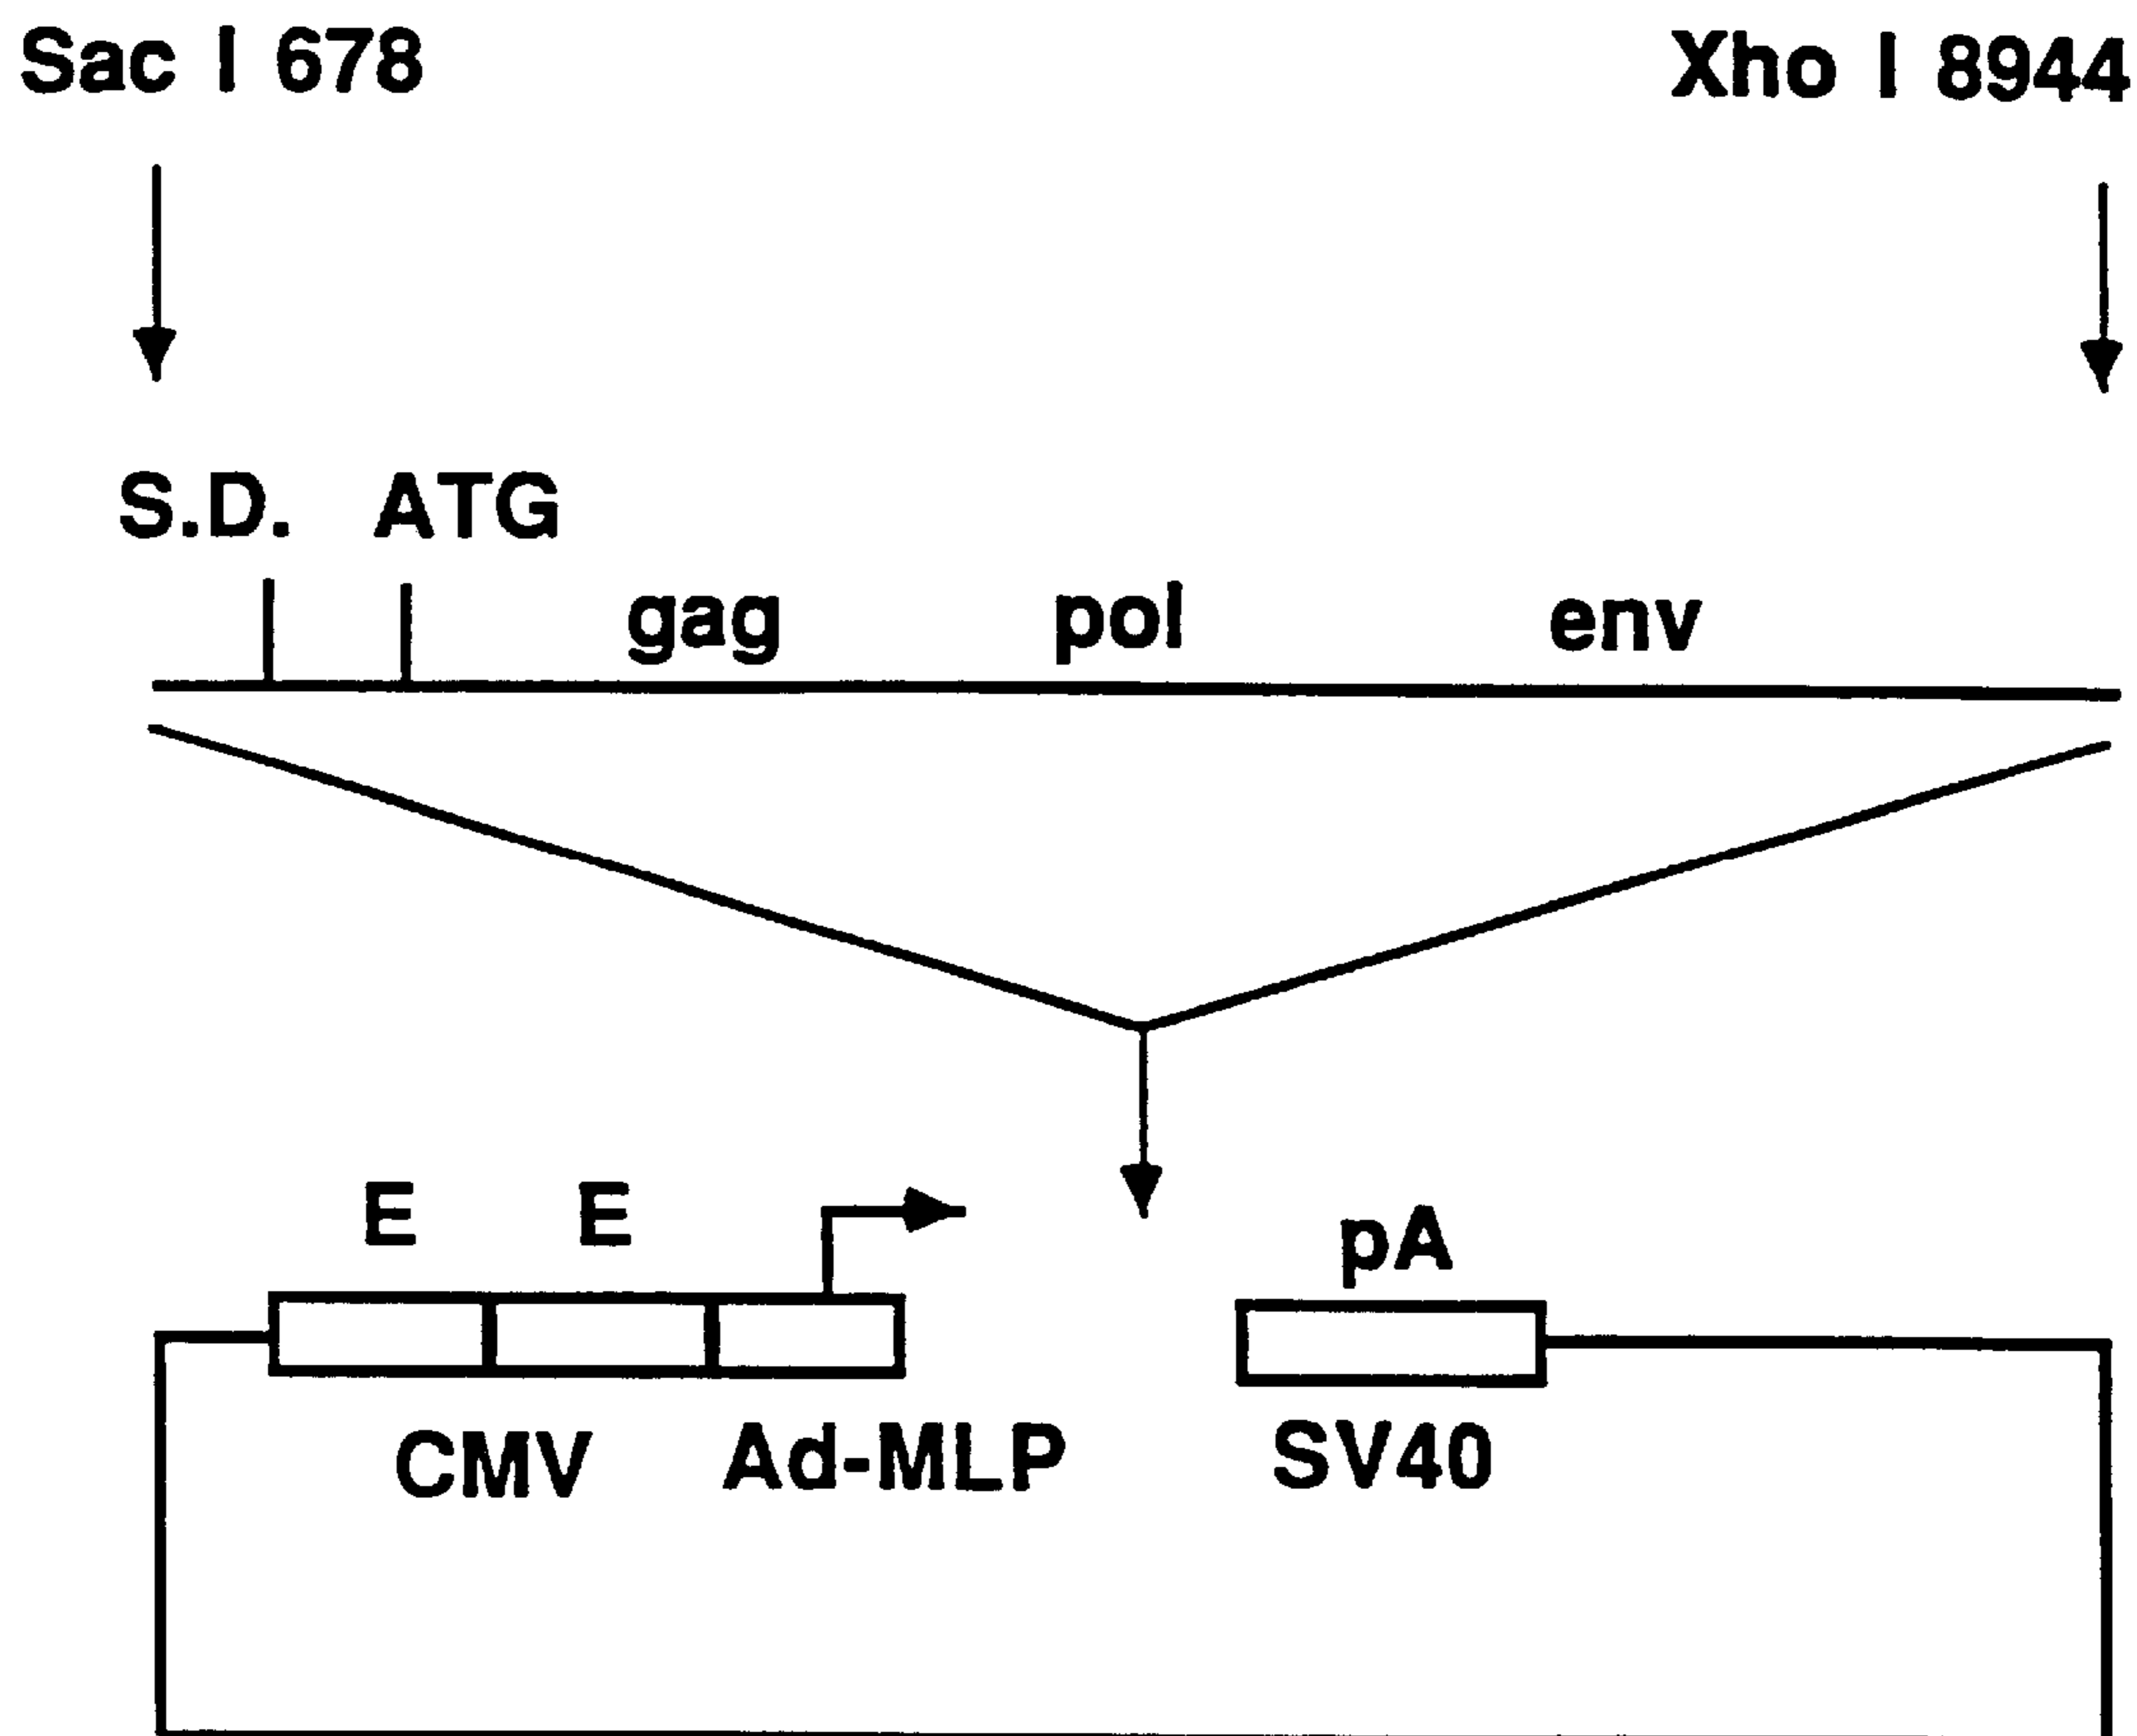 Sac I 678
Xho I 8944
S.D. ATG
gag pol env
E E
pA
CMV Ad-MLP SV40